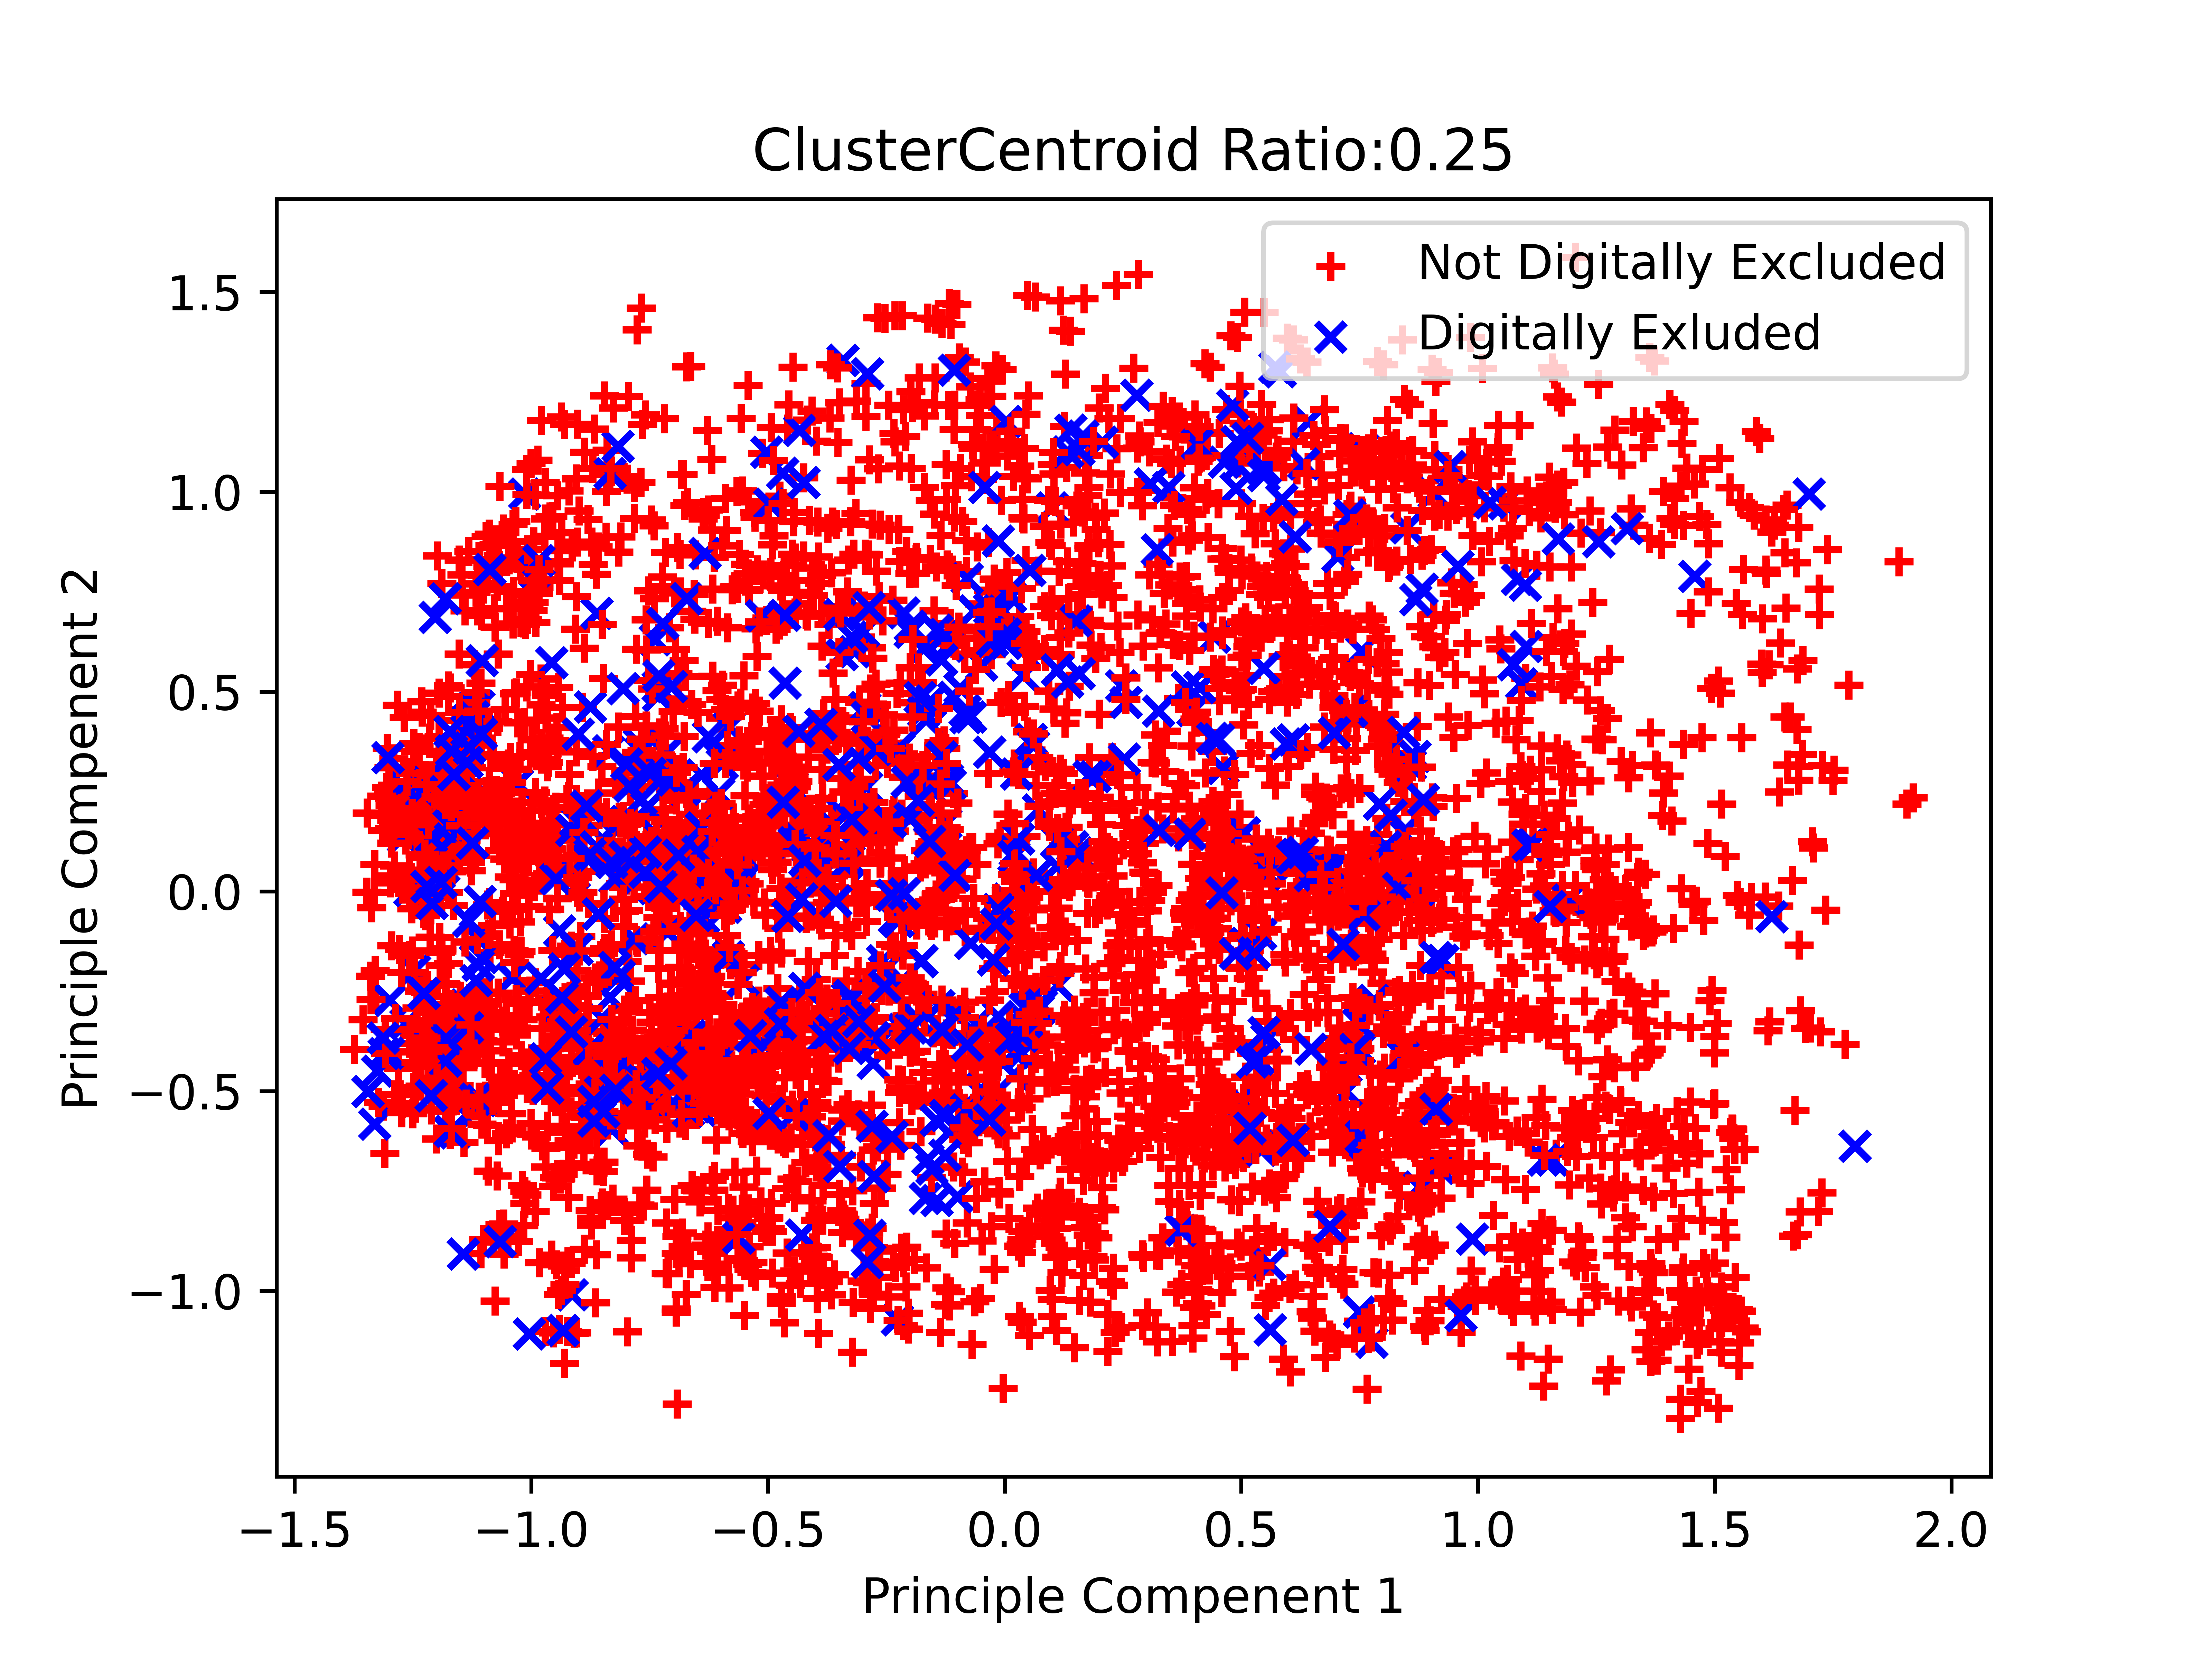 ClusterCentroid Ratio:0.25
Not Digitally Excluded
Digitally Exluded
1.5
1.0
0.5
0.0
−0.5
−1.0
Principle Compenent 2
−1.5 −1.0 −0.5 0.0 0.5 1.0 1.5 2.0
Principle Compenent 1